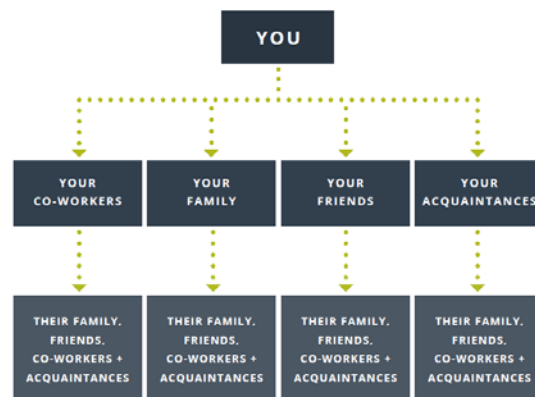 YOU
YOUR
CO-WORKERS
YOUR
FAMILY
YOUR
FRIENDS
YOUR
ACQUAINTANCES
THEIR FAMILY,
FRIENDS,
CO-WORKERS +
ACQUAINTANCES
THEIR FAMILY,
FRIENDS,
CO-WORKERS +
ACQUAINTANCES
THEIR FAMILY,
FRIENDS,
CO-WORKERS +
ACQUAINTANCES
THEIR FAMILY,
FRIENDS,
CO-WORKERS +
ACQUAINTANCES